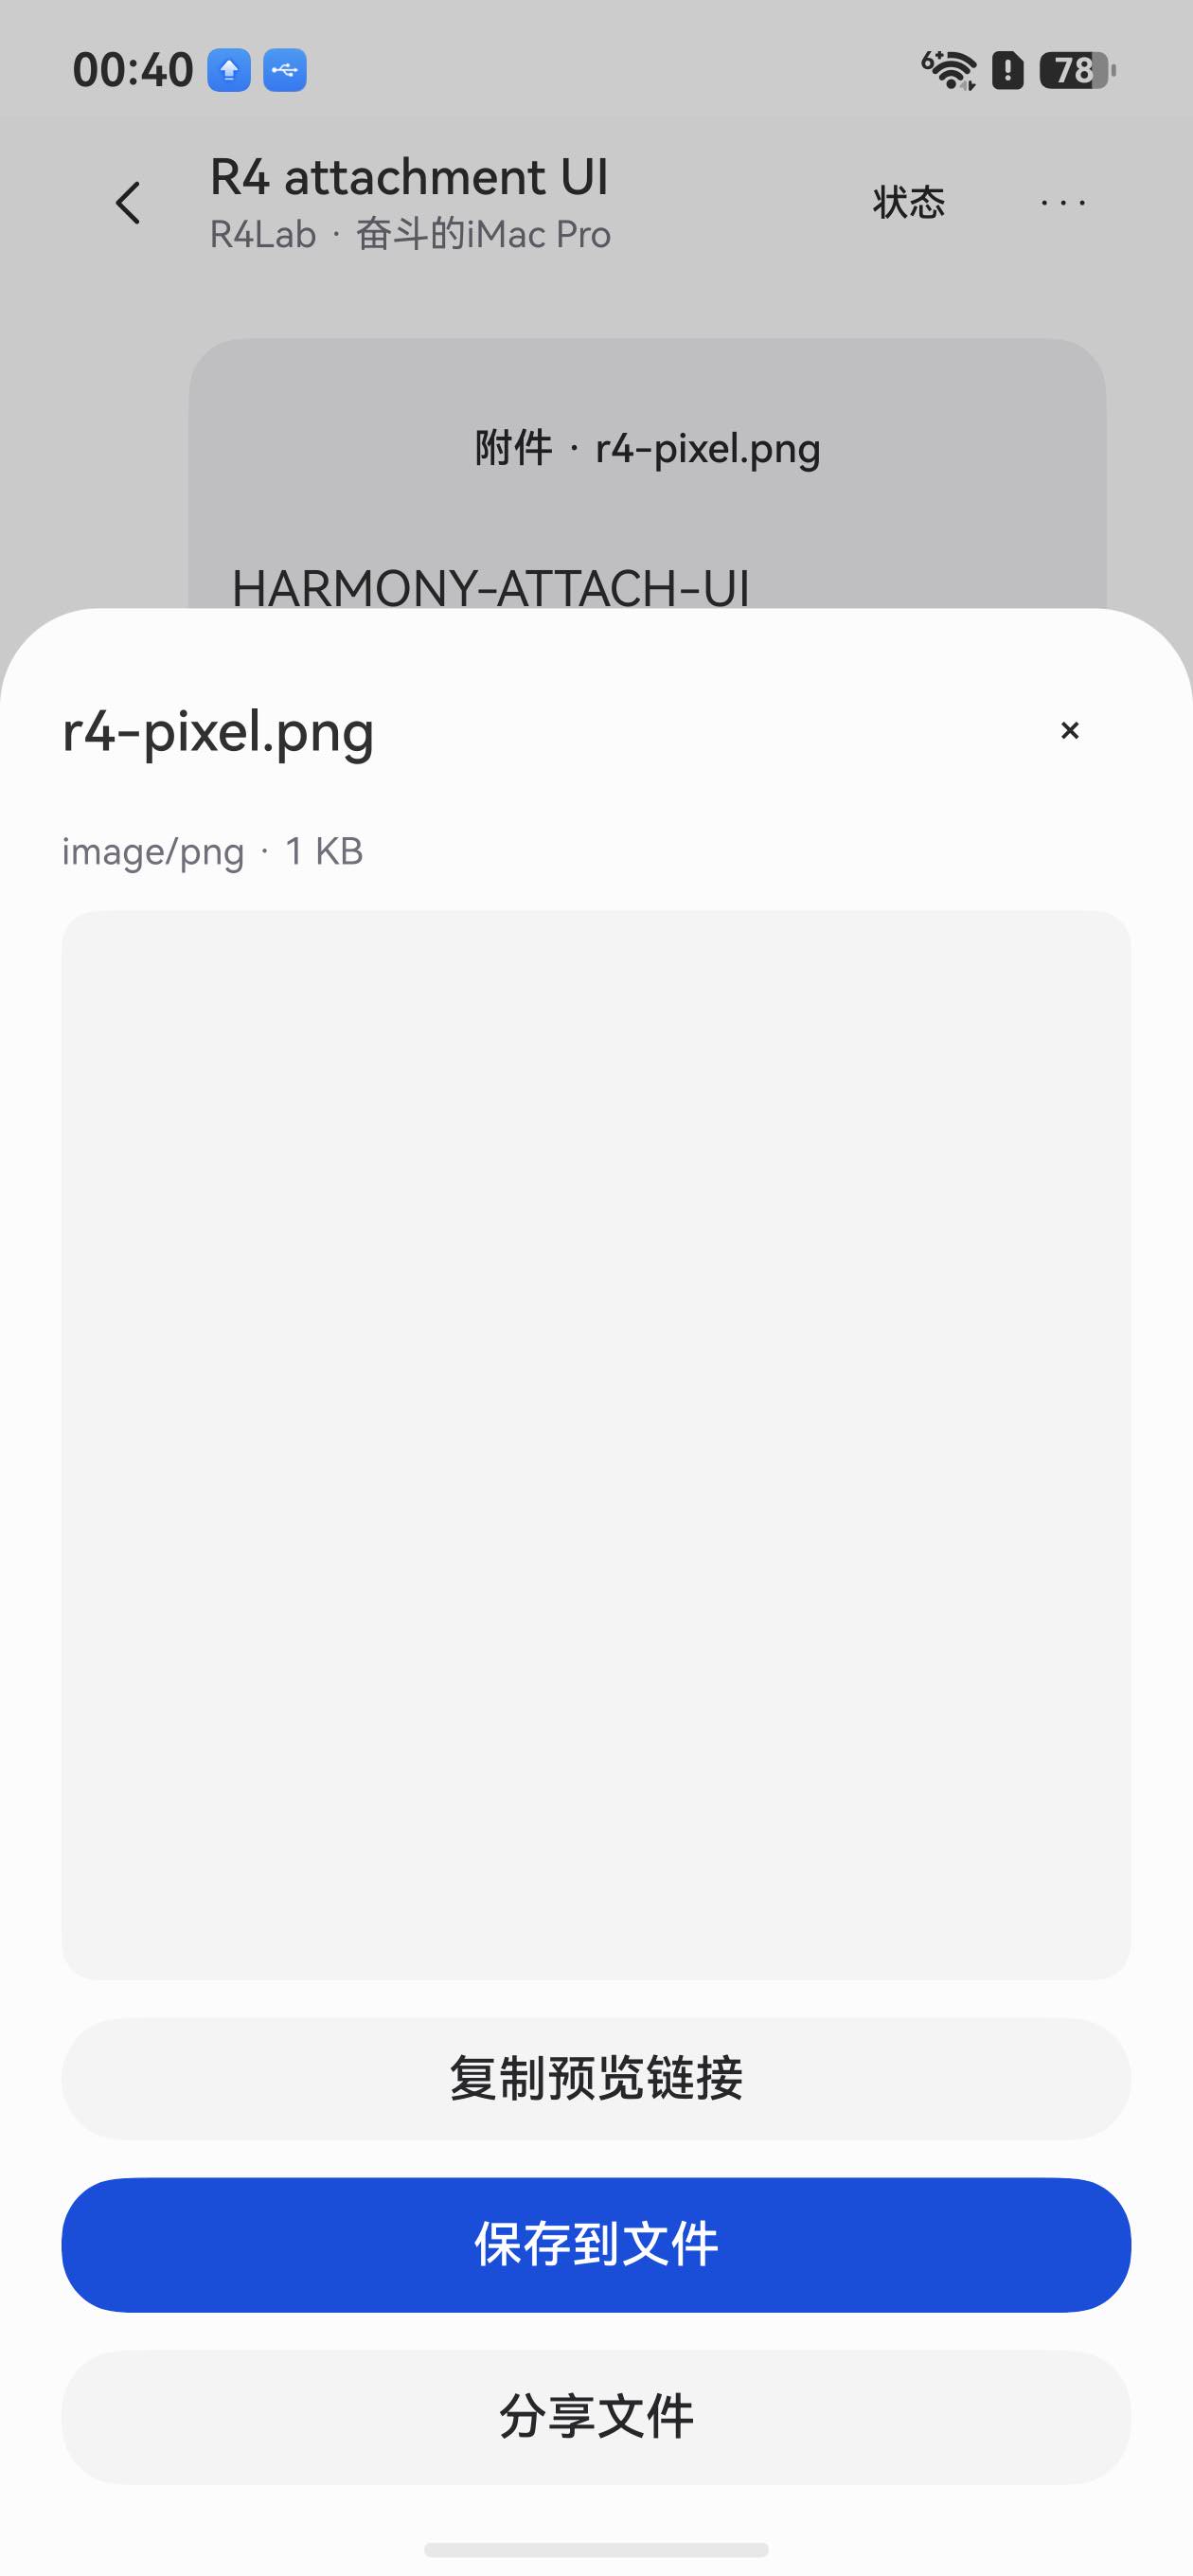 00:40
6+
78
R4 attachment UI
R4Lab · 奋斗的iMac Pro
状态
···
附件 · r4-pixel.png
HARMONY-ATTACH-UI
r4-pixel.png
×
image/png · 1 KB
复制预览链接
保存到文件
分享文件